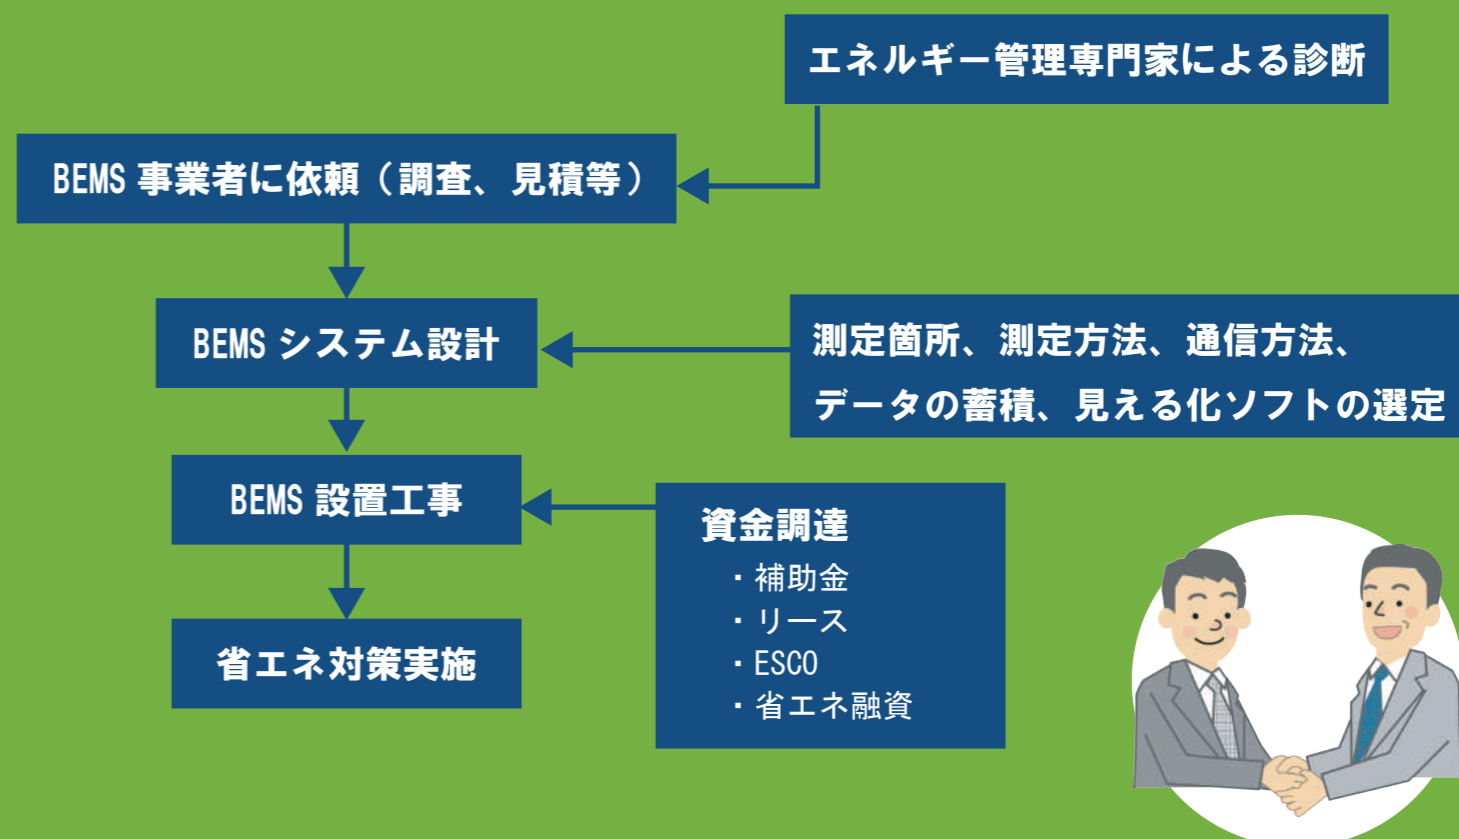 エネルギー管理専門家による診断
BEMS 事業者に依頼（調査、見積等）
BEMS システム設計
測定箇所、測定方法、通信方法、
データの蓄積、見える化ソフトの選定
BEMS 設置工事
資金調達
・補助金
・リース
・ESCO
・省エネ融資
省エネ対策実施